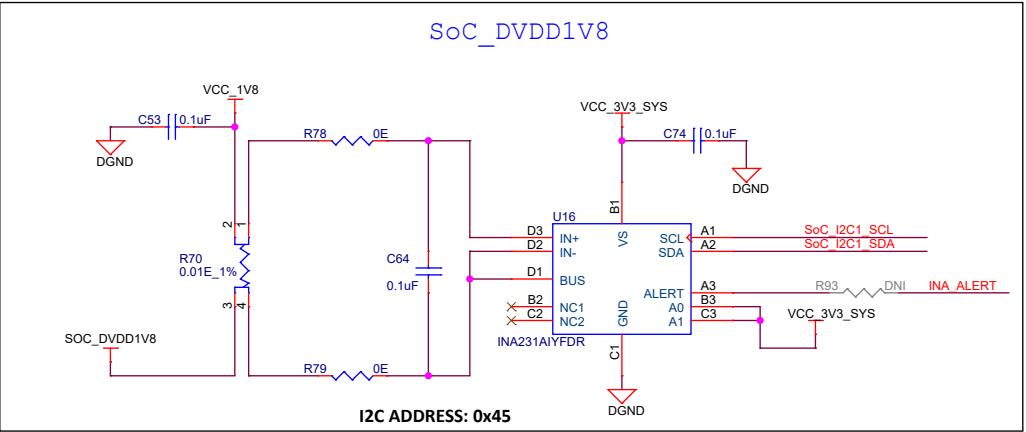 SoC_DVDD1V8
VCC_1V8
C53 0.1uF
DGND
R78 0E
VCC_3V3_SYS
C74 0.1uF
DGND
2
1
R70
0.01E_1%
3
4
SOC_DVDD1V8
C64
0.1uF
R79 0E
U16
B1
VS
D3 IN+
D2 IN-
D1 BUS
B2 NC1
C2 NC2
INA231AIYFDR
GND
C1
DGND
SCL A1 SoC_I2C1_SCL
SDA A2 SoC_I2C1_SDA
ALERT A3 R93 DNI INA_ALERT
A0 B3
A1 C3
VCC_3V3_SYS
I2C ADDRESS: 0x45